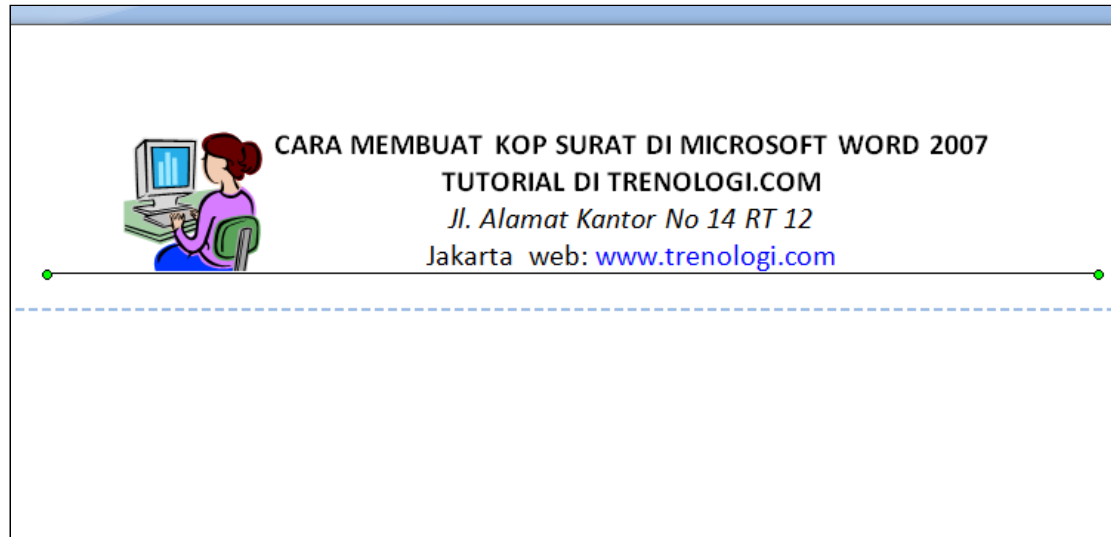 CARA MEMBUAT KOP SURAT DI MICROSOFT WORD 2007
TUTORIAL DI TRENOLOGI.COM
Jl. Alamat Kantor No 14 RT 12
Jakarta web: www.trenologi.com